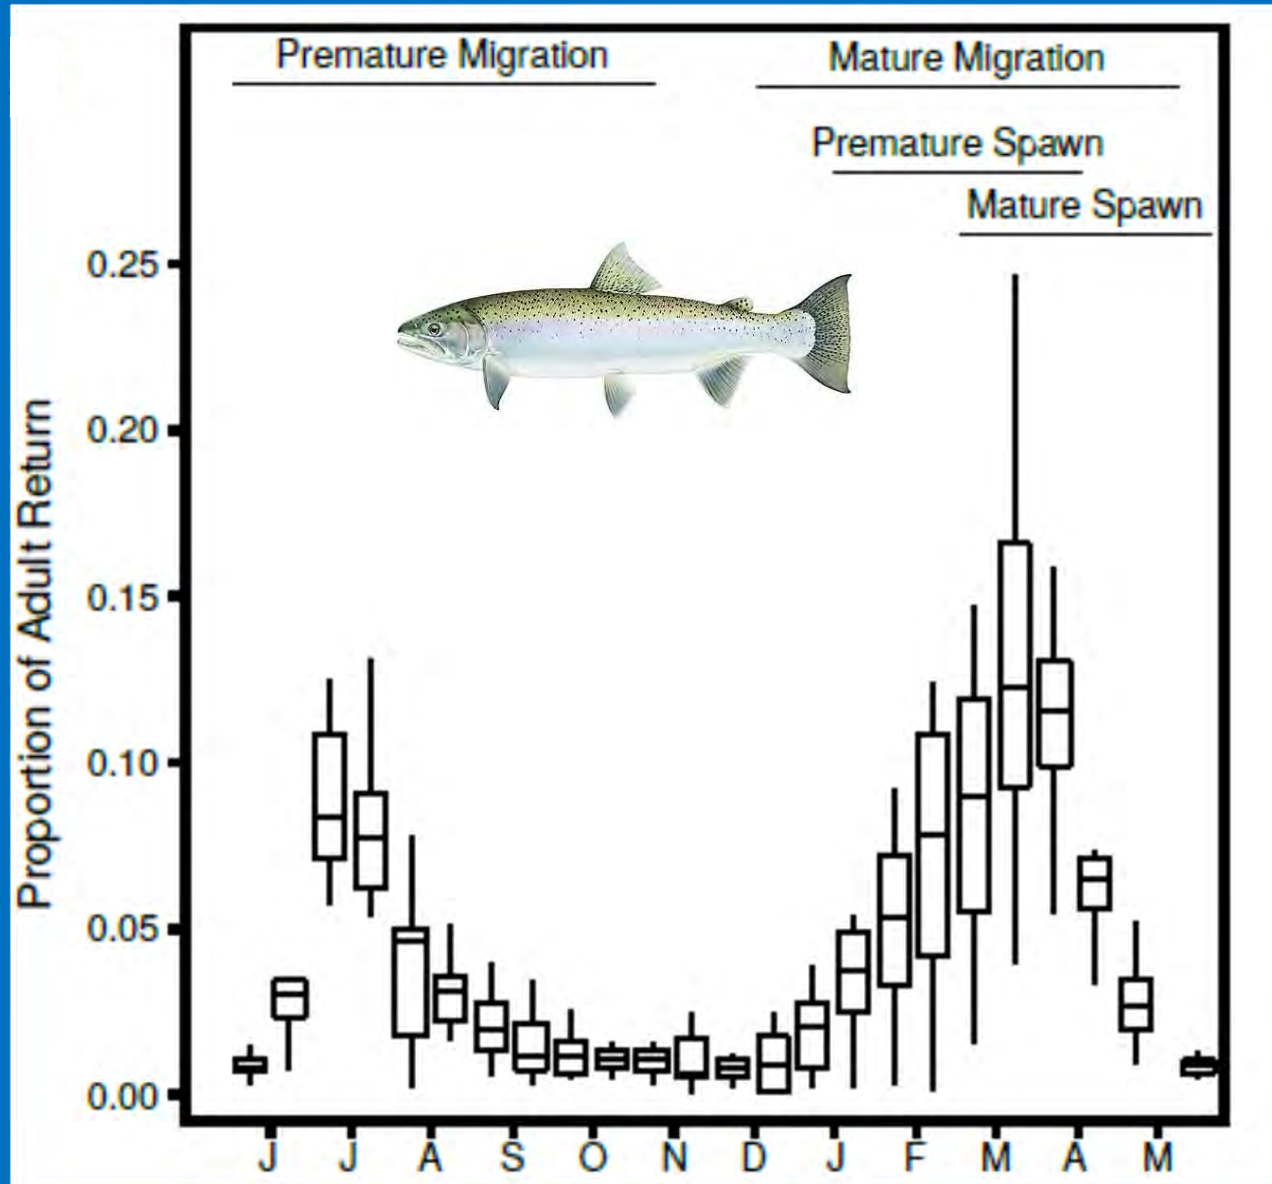 Premature Migration
Mature Migration
Premature Spawn
Mature Spawn
Proportion of Adult Return
0.25
0.20
0.15
0.10
0.05
0.00
J J A S O N D J F M A M